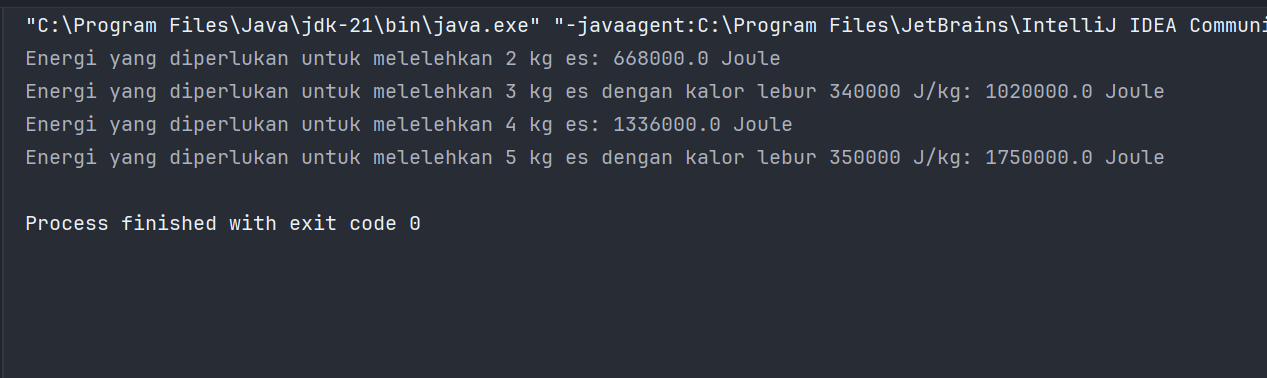 "C:\Program Files\Java\jdk-21\bin\java.exe" "-javaagent:C:\Program Files\JetBrains\IntelliJ IDEA Communi
Energi yang diperlukan untuk melelehkan 2 kg es: 668000.0 Joule
Energi yang diperlukan untuk melelehkan 3 kg es dengan kalor lebur 340000 J/kg: 1020000.0 Joule
Energi yang diperlukan untuk melelehkan 4 kg es: 1336000.0 Joule
Energi yang diperlukan untuk melelehkan 5 kg es dengan kalor lebur 350000 J/kg: 1750000.0 Joule
Process finished with exit code 0